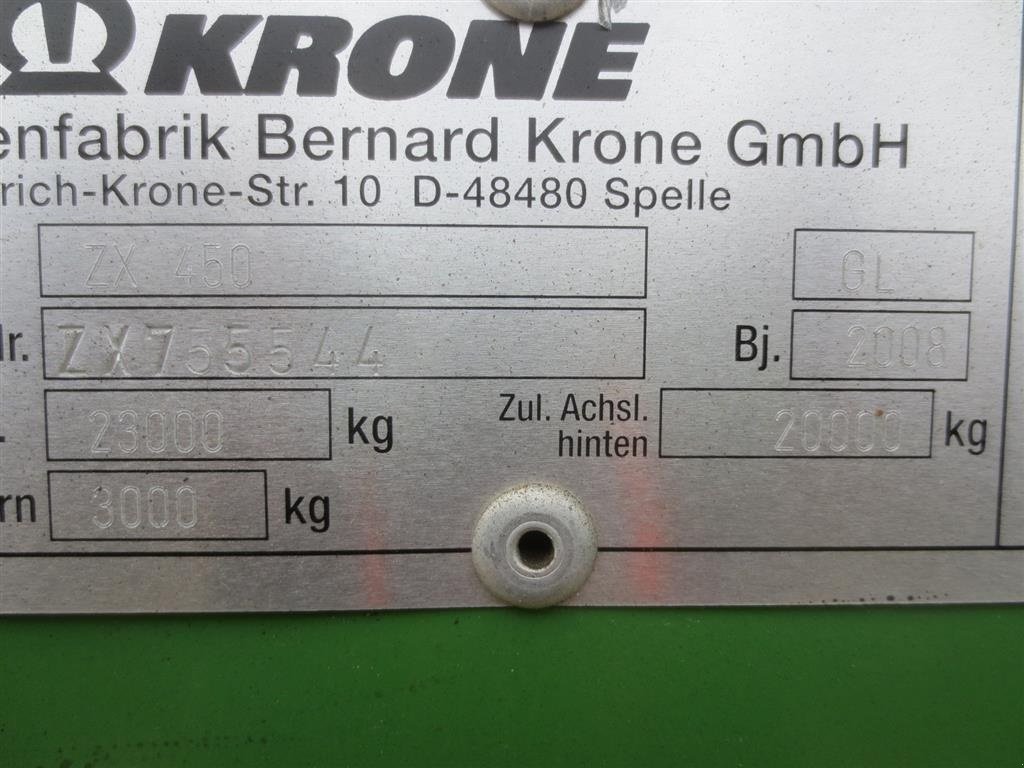 KRONE
enfabrik Bernard Krone GmbH
rich-Krone-Str. 10 D-48480 Spelle
ZX 450 GL
Nr. ZX755544 Bj. 2008
. 23000 kg Zul. Achsl. hinten 20000 kg
rn 3000 kg